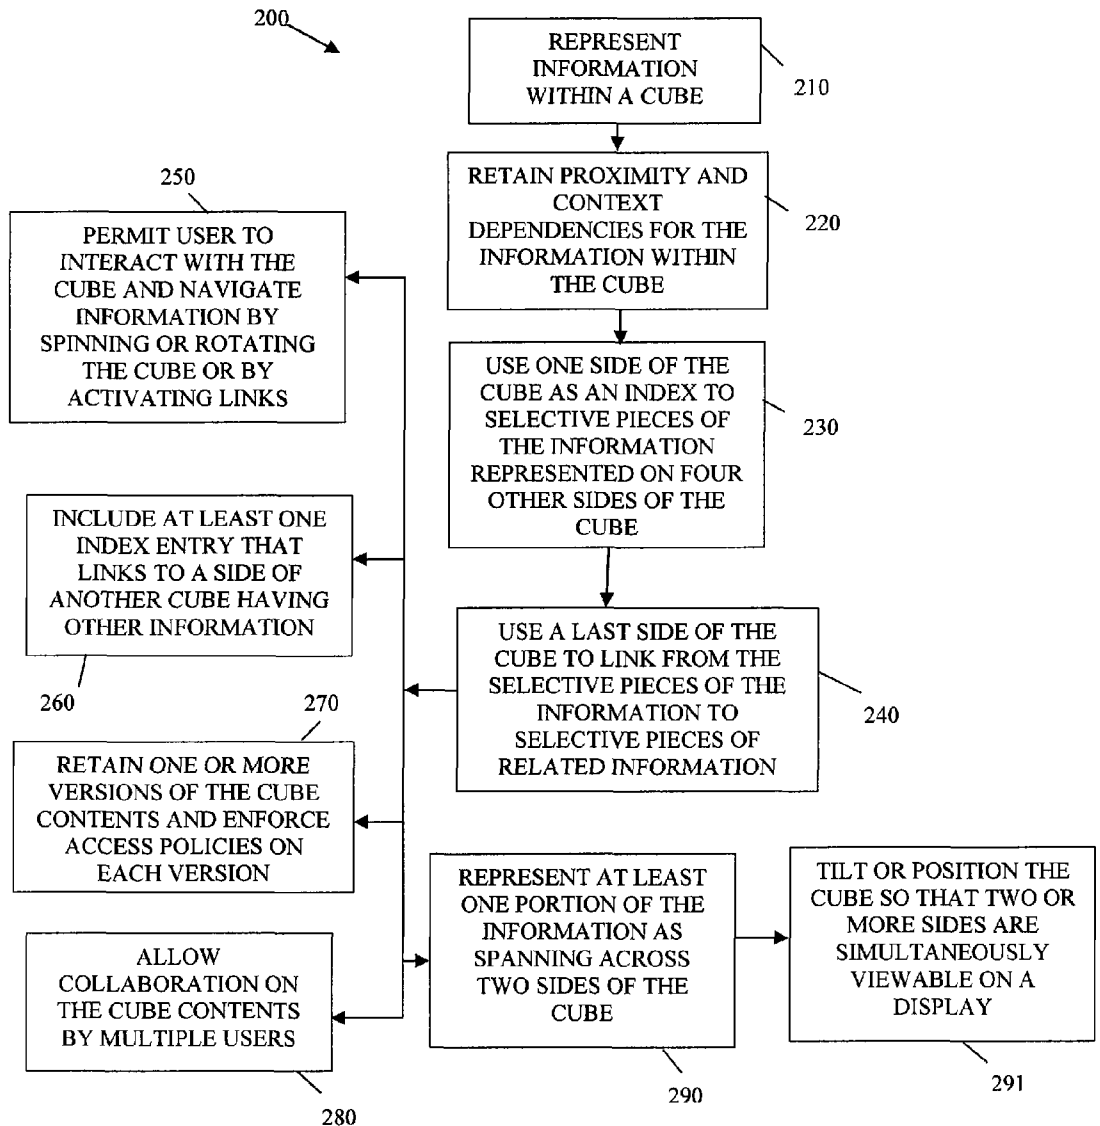 200
REPRESENT
INFORMATION
WITHIN A CUBE
210
RETAIN PROXIMITY AND
CONTEXT
DEPENDENCIES FOR THE
INFORMATION WITHIN
THE CUBE
220
USE ONE SIDE OF THE
CUBE AS AN INDEX TO
SELECTIVE PIECES OF
THE INFORMATION
REPRESENTED ON FOUR
OTHER SIDES OF THE
CUBE
230
USE A LAST SIDE OF THE
CUBE TO LINK FROM THE
SELECTIVE PIECES OF THE
INFORMATION TO
SELECTIVE PIECES OF
RELATED INFORMATION
240
250
PERMIT USER TO
INTERACT WITH THE
CUBE AND NAVIGATE
INFORMATION BY
SPINNING OR ROTATING
THE CUBE OR BY
ACTIVATING LINKS
INCLUDE AT LEAST ONE
INDEX ENTRY THAT
LINKS TO A SIDE OF
ANOTHER CUBE HAVING
OTHER INFORMATION
260
270
RETAIN ONE OR MORE
VERSIONS OF THE CUBE
CONTENTS AND ENFORCE
ACCESS POLICIES ON
EACH VERSION
ALLOW
COLLABORATION ON
THE CUBE CONTENTS
BY MULTIPLE USERS
280
REPRESENT AT LEAST
ONE PORTION OF THE
INFORMATION AS
SPANNING ACROSS
TWO SIDES OF THE
CUBE
290
TILT OR POSITION THE
CUBE SO THAT TWO OR
MORE SIDES ARE
SIMULTANEOUSLY
VIEWABLE ON A
DISPLAY
291